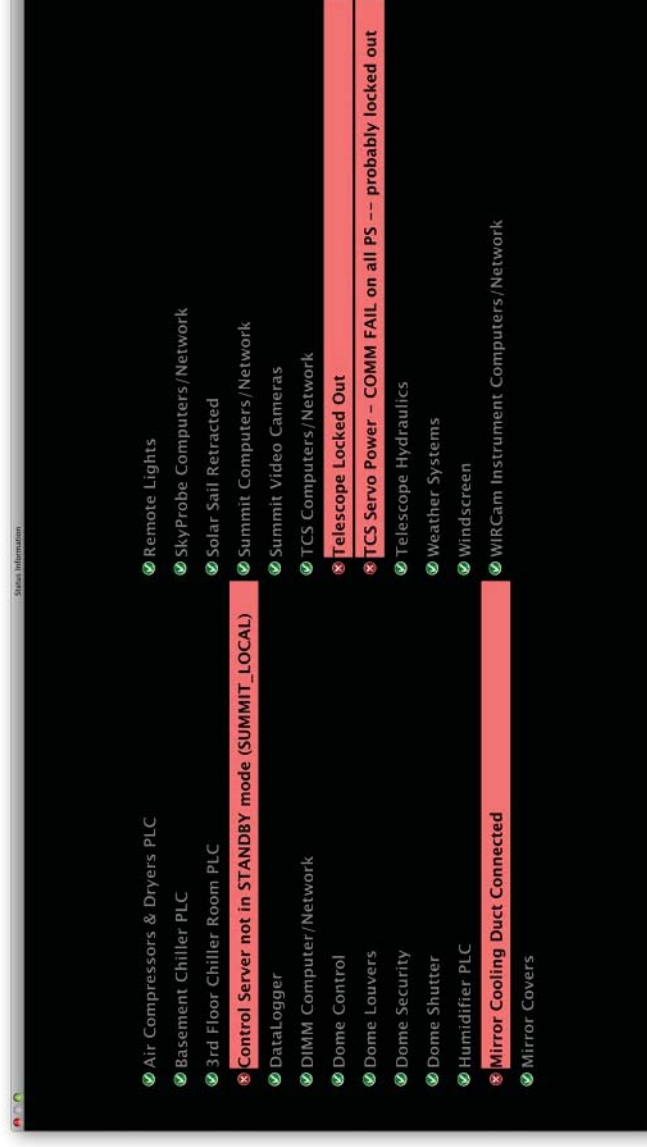 Status Information
Air Compressors & Dryers PLC
Basement Chiller PLC
3rd Floor Chiller Room PLC
Control Server not in STANDBY mode (SUMMIT_LOCAL)
DataLogger
DIMM Computer/Network
Dome Control
Dome Louvers
Dome Security
Dome Shutter
Humidifier PLC
Mirror Cooling Duct Connected
Mirror Covers
Remote Lights
SkyProbe Computers/Network
Solar Sail Retracted
Summit Computers/Network
Summit Video Cameras
TCS Computers/Network
Telescope Locked Out
TCS Servo Power - COMM FAIL on all PS -- probably locked out
Telescope Hydraulics
Weather Systems
Windscreen
WIRCam Instrument Computers/Network